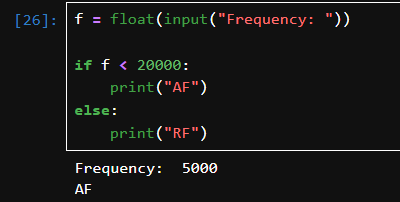 [26]: f = float(input("Frequency: "))
if f < 20000:
    print("AF")
else:
    print("RF")
Frequency:  5000
AF